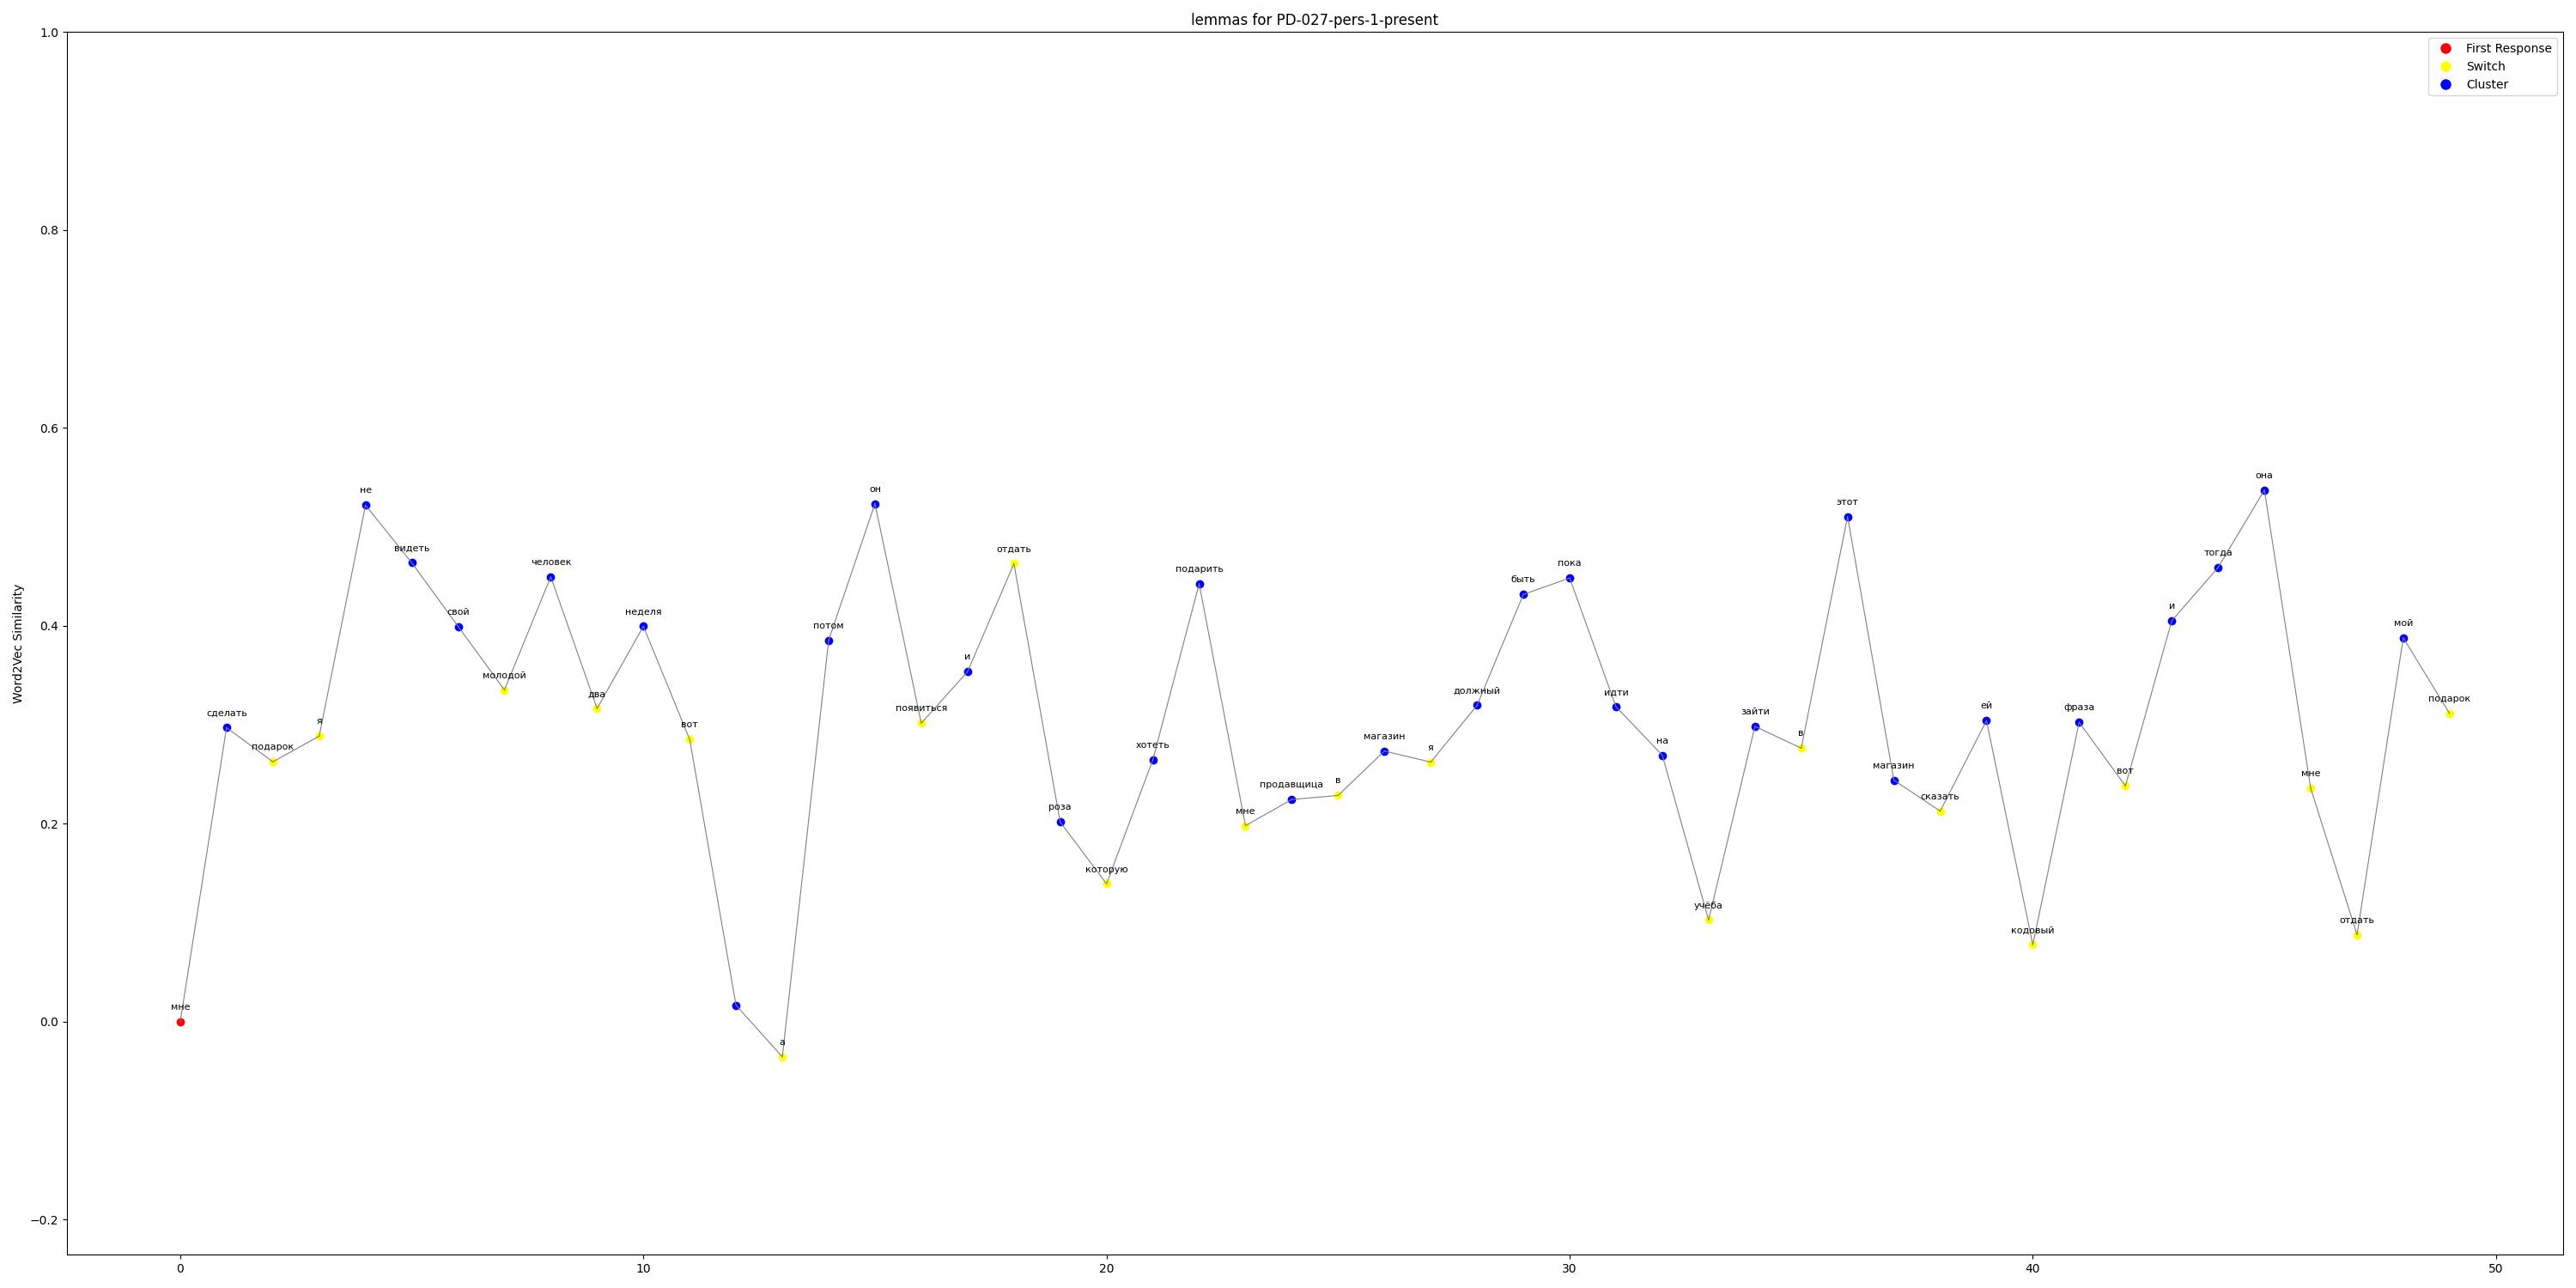 lemmas for PD-027-pers-1-present
1.0
0.8
0.6
0.4
0.2
0.0
−0.2
Word2Vec Similarity
First Response
Switch
Cluster
мне
сделать
подарок
я
не
видеть
свой
молодой
человек
два
неделя
вот
а
потом
он
появиться
и
отдать
роза
которую
хотеть
подарить
мне
продавщица
в
магазин
я
должный
быть
пока
идти
на
учёба
зайти
в
этот
магазин
сказать
ей
кодовый
фраза
вот
и
тогда
она
мне
отдать
мой
подарок
0
10
20
30
40
50